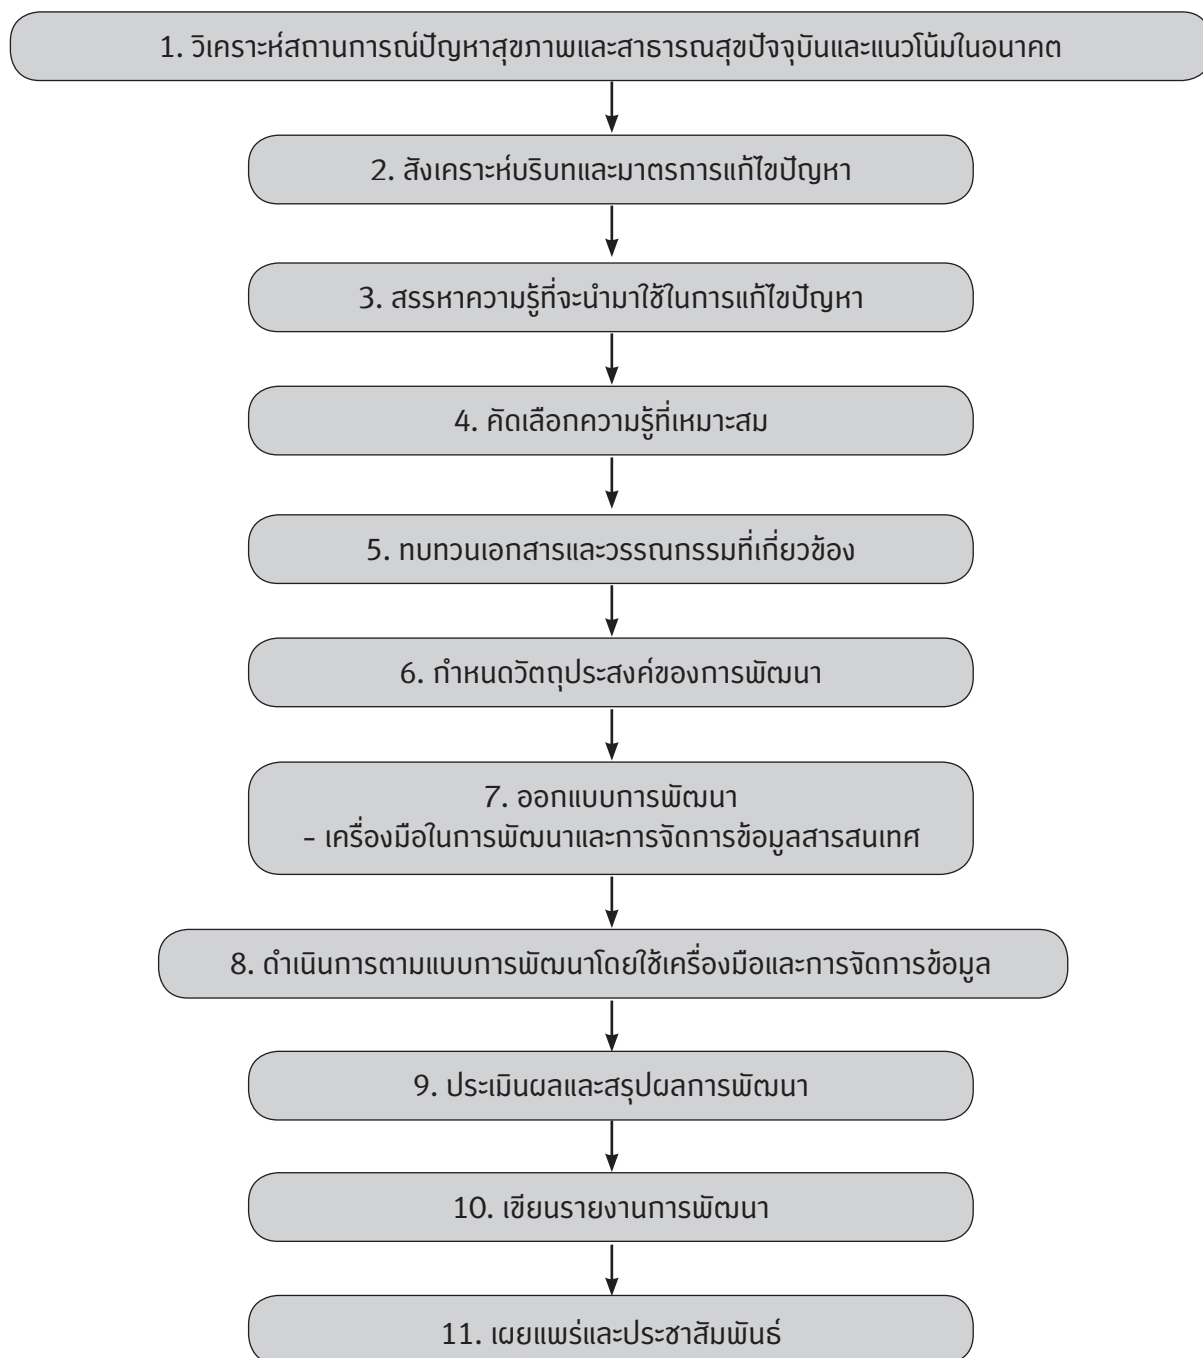 1. วิเคราะห์สถานการณ์ปัญหาสุขภาพและสาธารณสุขปัจจุบันและแนวโน้มในอนาคต
2. สังเคราะห์บริบทและมาตรการแก้ไขปัญหา
3. สรรหาความรู้ที่จะนำมาใช้ในการแก้ไขปัญหา
4. คัดเลือกความรู้ที่เหมาะสม
5. ทบทวนเอกสารและวรรณกรรมที่เกี่ยวข้อง
6. กำหนดวัตถุประสงค์ของการพัฒนา
7. ออกแบบการพัฒนา
- เครื่องมือในการพัฒนาและการจัดการข้อมูลสารสนเทศ
8. ดำเนินการตามแบบการพัฒนาโดยใช้เครื่องมือและการจัดการข้อมูล
9. ประเมินผลและสรุปผลการพัฒนา
10. เขียนรายงานการพัฒนา
11. เผยแพร่และประชาสัมพันธ์